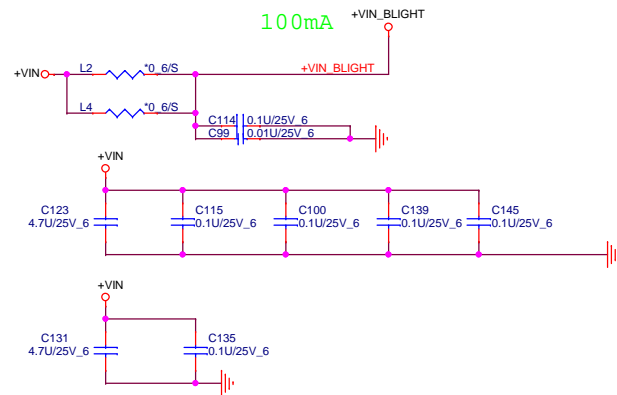 100mA
+VIN_BLIGHT
+VIN
L2
*0_6/S
+VIN_BLIGHT
L4
*0_6/S
C114
0.1U/25V_6
C99
0.01U/25V_6
+VIN
C123
4.7U/25V_6
C115
0.1U/25V_6
C100
0.1U/25V_6
C139
0.1U/25V_6
C145
0.1U/25V_6
+VIN
C131
4.7U/25V_6
C135
0.1U/25V_6